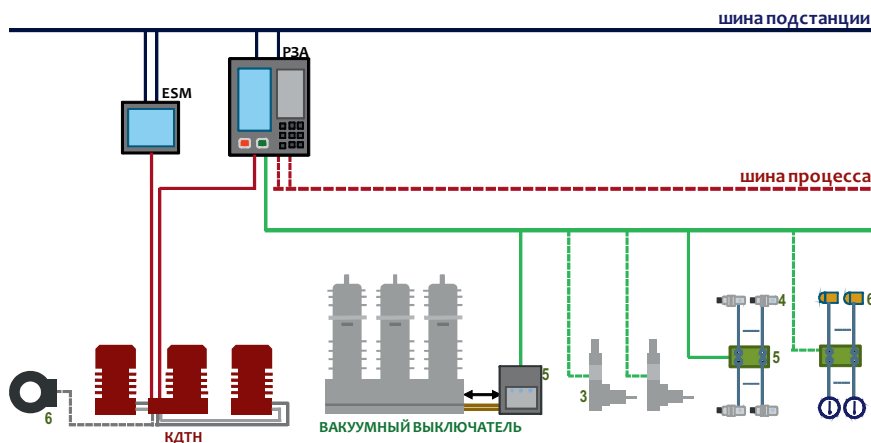 шина подстанции
РЗА
ESM
шина процесса
4
6
5
5
3
6
КДТН
ВАКУУМНЫЙ ВЫКЛЮЧАТЕЛЬ